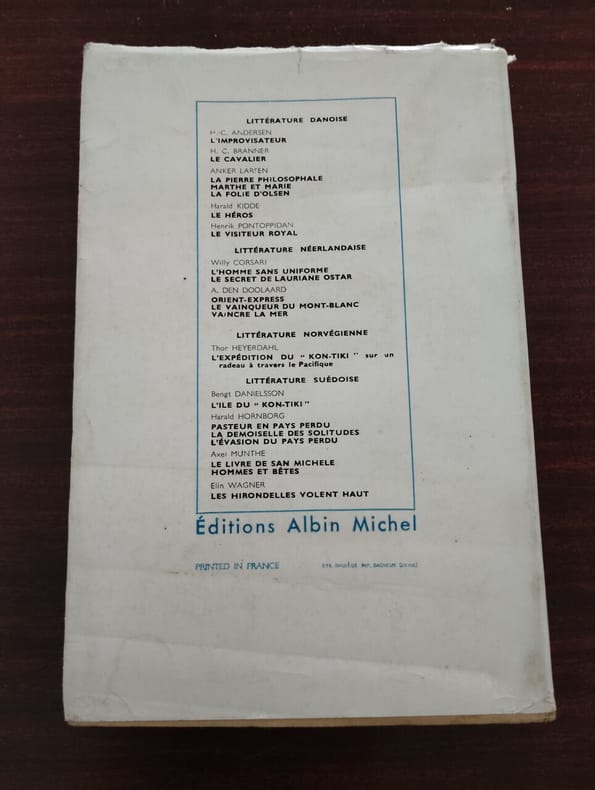 LITTÉRATURE DANOISE
H.-C. ANDERSEN
L'IMPROVISATEUR
H. C. BRANNER
LE CAVALIER
ANKER LARSEN
LA PIERRE PHILOSOPHALE
MARTHE ET MARIE
LA FOLIE D'OLSEN
Harald KIDDE
LE HÉROS
Henrik PONTOPPIDAN
LE VISITEUR ROYAL
LITTÉRATURE NÉERLANDAISE
Willy CORSARI
L'HOMME SANS UNIFORME
LE SECRET DE LAURIANE OSTAR
A. DEN DOOLAARD
ORIENT-EXPRESS
LE VAINQUEUR DU MONT-BLANC
VAINCRE LA MER
LITTÉRATURE NORVÉGIENNE
Thor HEYERDAHL
L'EXPÉDITION DU "KON-TIKI" sur un
radeau à travers le Pacifique
LITTÉRATURE SUÉDOISE
Bengt DANIELSSON
L'ILE DU "KON-TIKI"
Harald HORNBORG
PASTEUR EN PAYS PERDU
LA DEMOISELLE DES SOLITUDES
L'ÉVASION DU PAYS PERDU
Axel MUNTHE
LE LIVRE DE SAN MICHELE
HOMMES ET BÊTES
Elin WAGNER
LES HIRONDELLES VOLENT HAUT
Éditions Albin Michel
PRINTED IN FRANCE